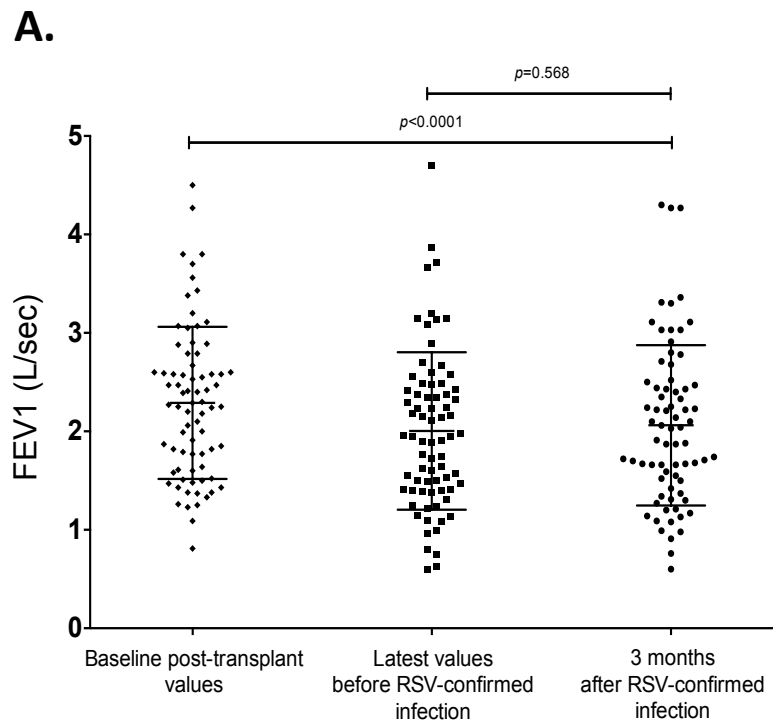 A.
p=0.568
p<0.0001
5
4
3
2
1
0
FEV1 (L/sec)
Baseline post-transplant
values
Latest values
before RSV-confirmed
infection
3 months
after RSV-confirmed
infection